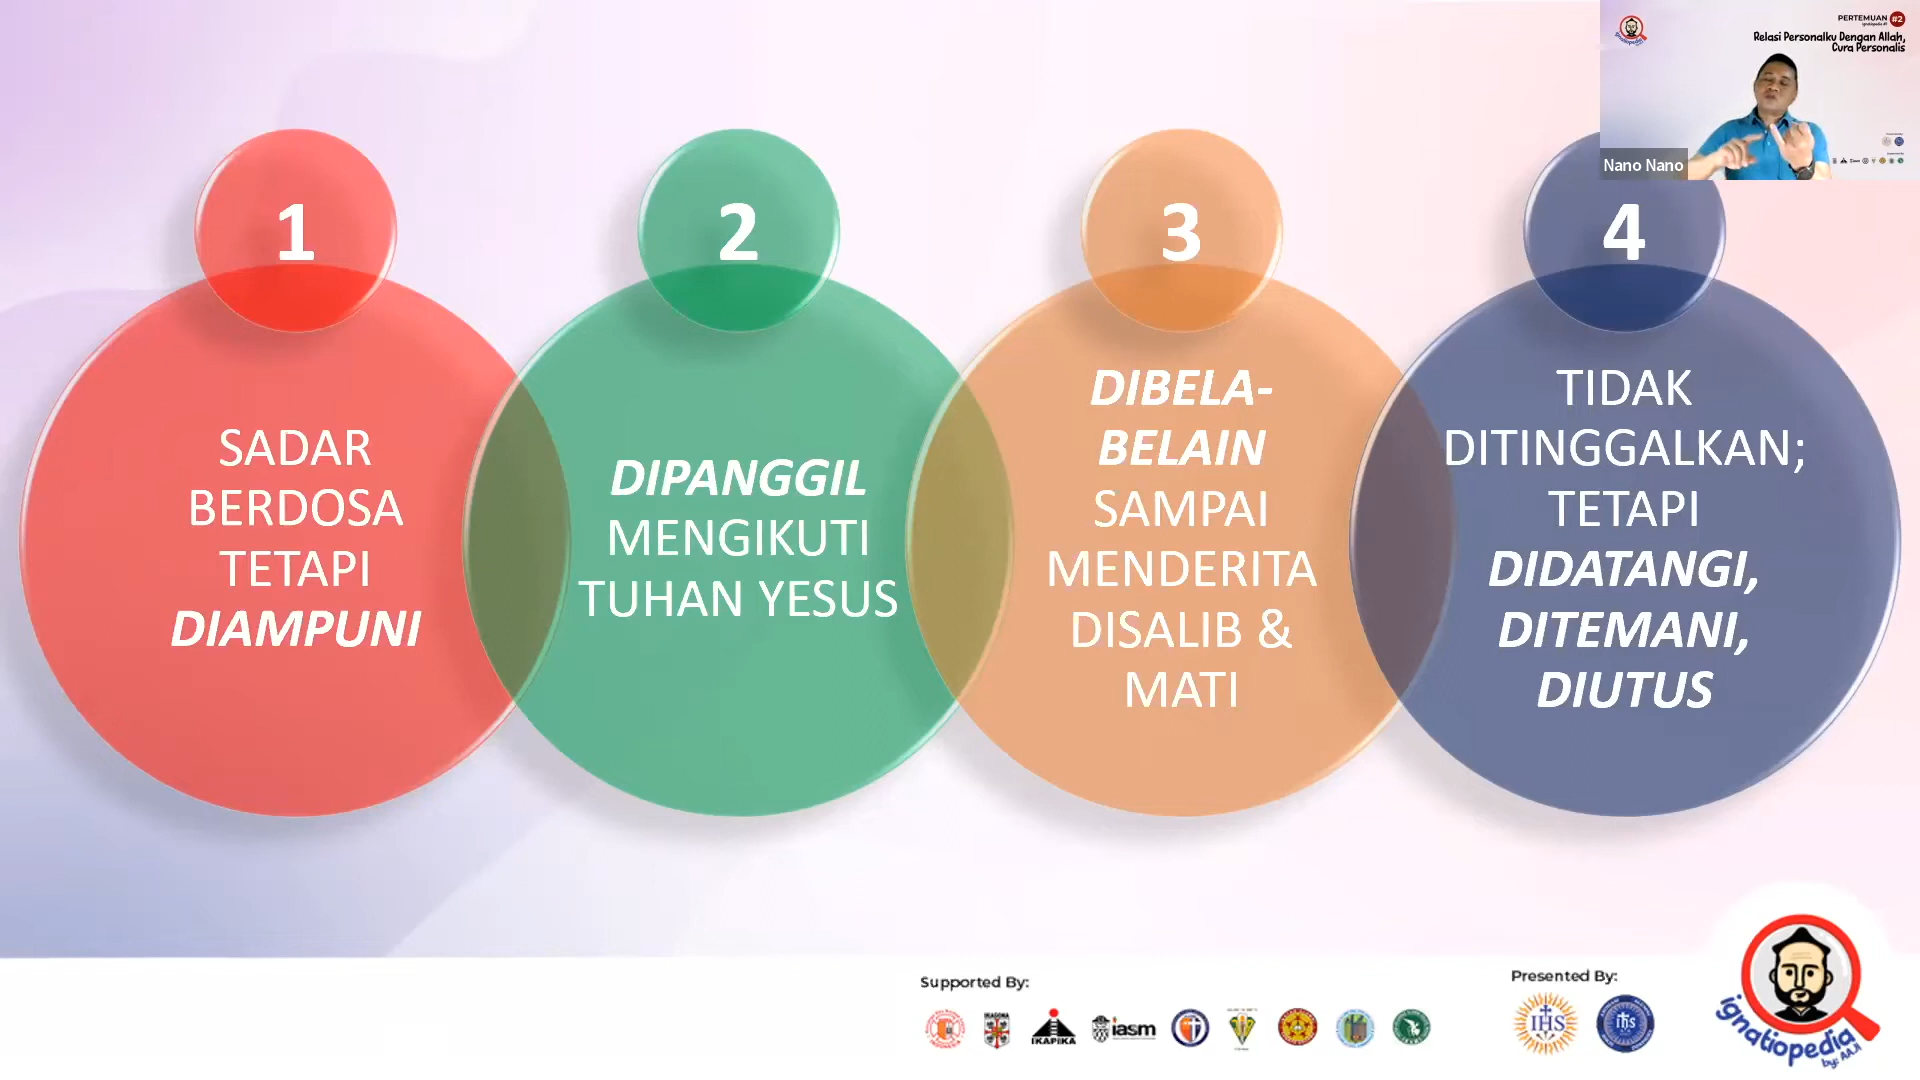 PERTEMUAN #2
Relasi Personalku Dengan Allah,
Cura Personalis
Nano Nano
1
SADAR
BERDOSA
TETAPI
DIAMPUNI
2
DIPANGGIL
MENGIKUTI
TUHAN YESUS
3
DIBELA-
BELAIN
SAMPAI
MENDERITA
DISALIB &
MATI
4
TIDAK
DITINGGALKAN;
TETAPI
DIDATANGI,
DITEMANI,
DIUTUS
Supported By:
IKAPIKA
iasm
Presented By:
IHS
ihs
ignatiopedia
by: AAJI